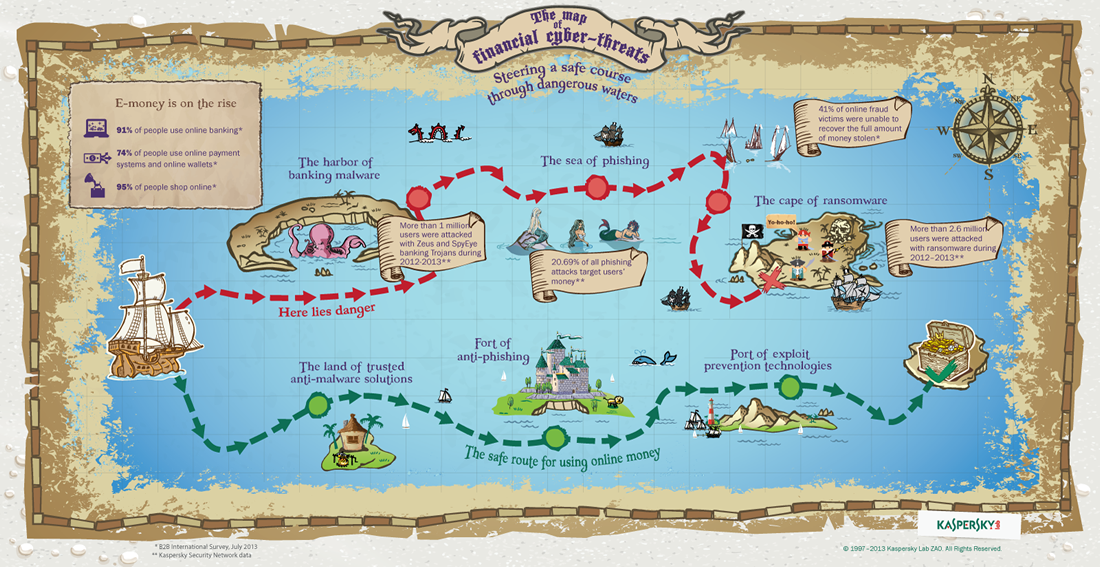 The map
of
financial cyber-threats
Steering a safe course
through dangerous waters
E-money is on the rise
91% of people use online banking*
74% of people use online payment
systems and online wallets*
95% of people shop online*
The harbor of
banking malware
More than 1 million
users were attacked
with Zeus and SpyEye
banking Trojans during
2012-2013**
The sea of phishing
20.69% of all phishing
attacks target users'
money**
41% of online fraud
victims were unable to
recover the full amount
of money stolen*
N
NE
E
SE
S
SW
W
NW
The cape of ransomware
Yo-ho-ho!
More than 2.6 million
users were attacked
with ransomware during
2012–2013**
Here lies danger
The land of trusted
anti-malware solutions
Fort of
anti-phishing
Port of exploit
prevention technologies
The safe route for using online money
KASPERSKY LAB
* B2B International Survey, July 2013
** Kaspersky Security Network data
© 1997–2013 Kaspersky Lab ZAO. All Rights Reserved.